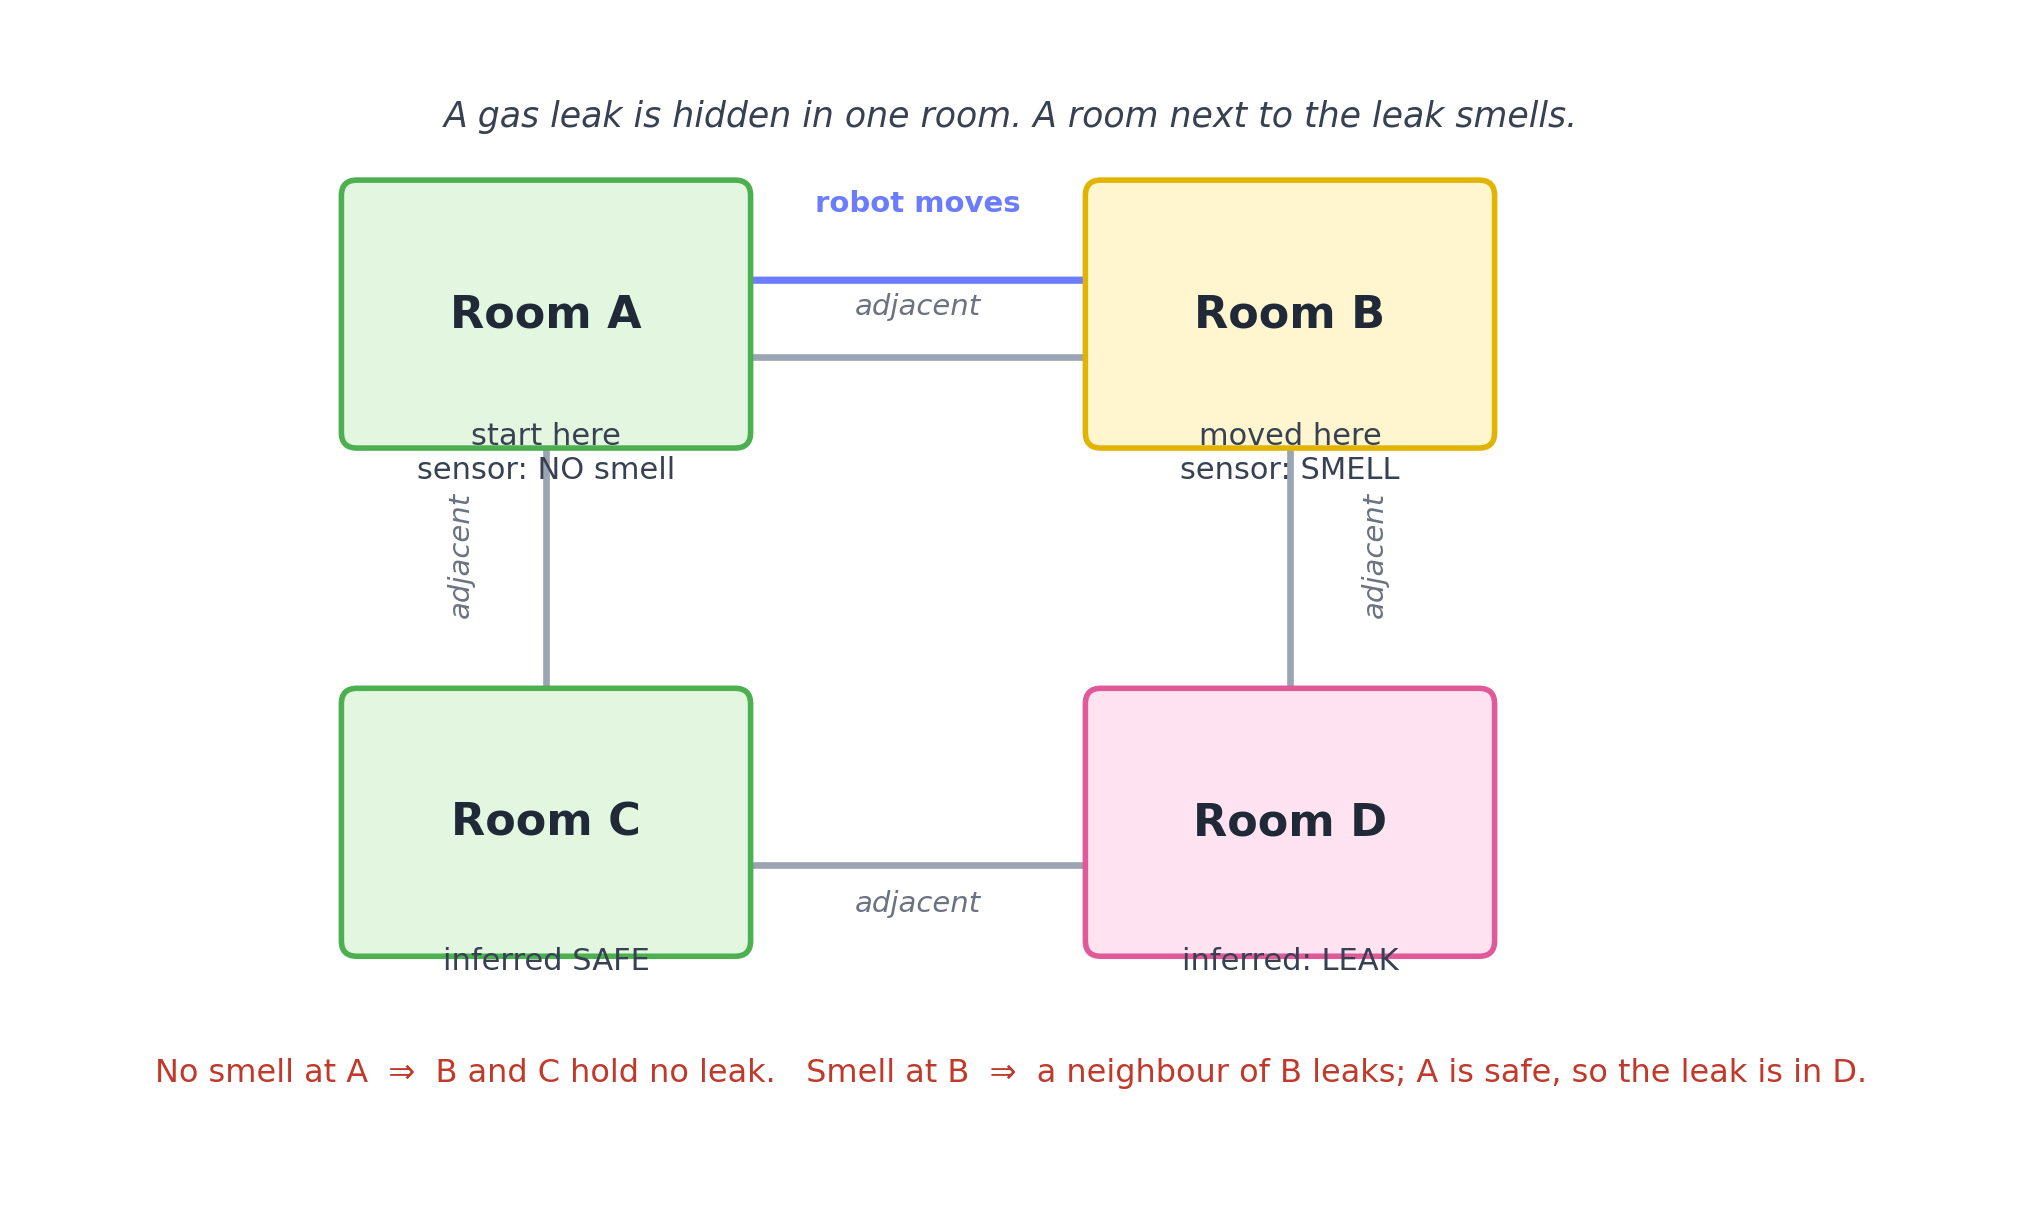 A gas leak is hidden in one room. A room next to the leak smells.
robot moves
Room A
adjacent
Room B
start here
sensor: NO smell
moved here
sensor: SMELL
adjacent
adjacent
Room C
Room D
adjacent
inferred SAFE
inferred: LEAK
No smell at A ⇒ B and C hold no leak. Smell at B ⇒ a neighbour of B leaks; A is safe, so the leak is in D.